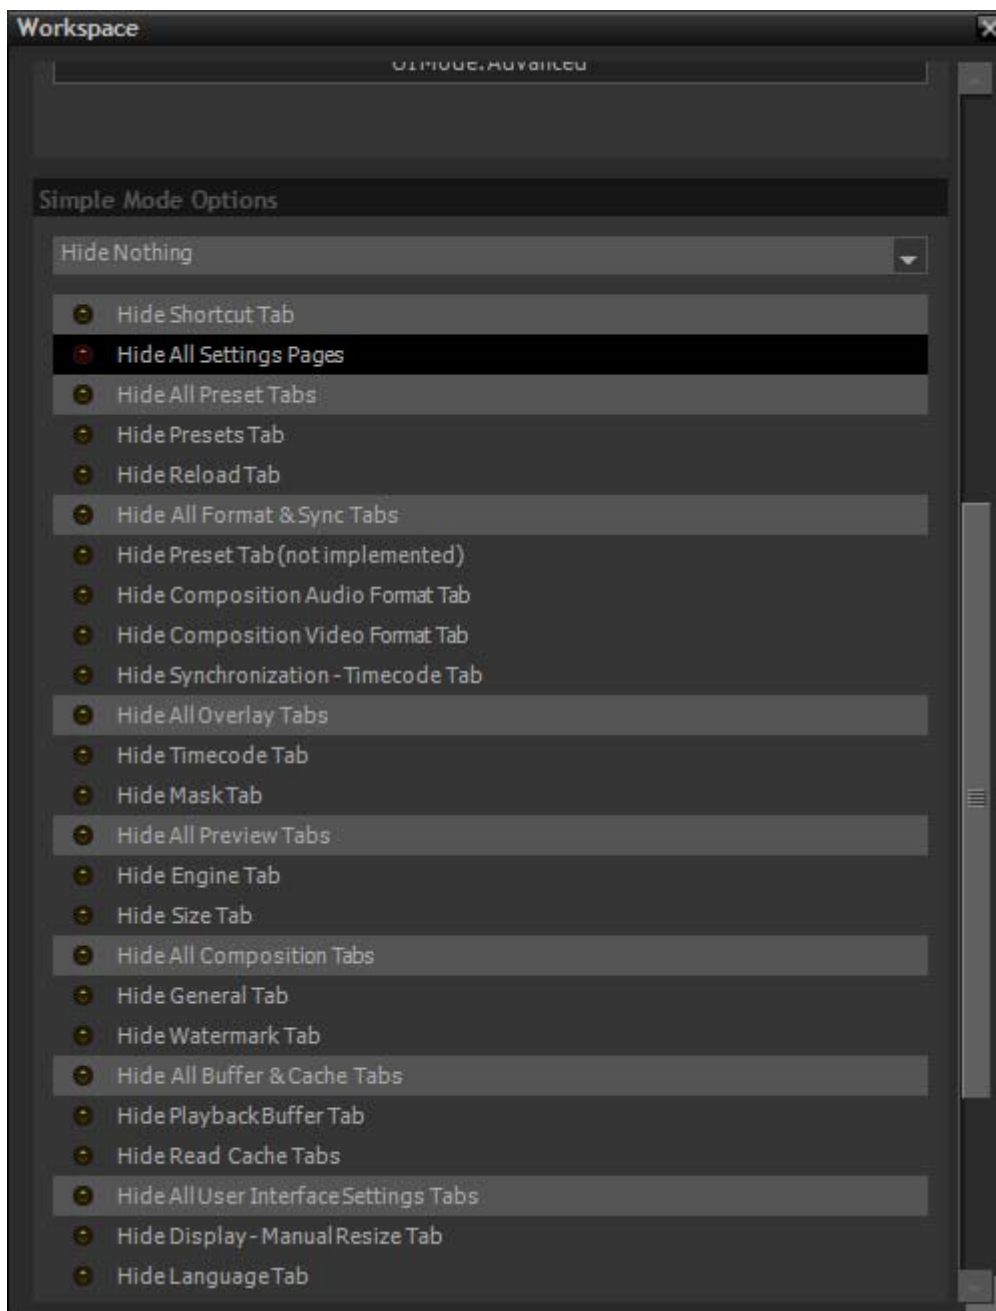 Workspace
UIMode.Advanced
Simple Mode Options
Hide Nothing
Hide Shortcut Tab
Hide All Settings Pages
Hide All Preset Tabs
Hide Presets Tab
Hide Reload Tab
Hide All Format & Sync Tabs
Hide Preset Tab (not implemented)
Hide Composition Audio Format Tab
Hide Composition Video Format Tab
Hide Synchronization - Timecode Tab
Hide All Overlay Tabs
Hide Timecode Tab
Hide Mask Tab
Hide All Preview Tabs
Hide Engine Tab
Hide Size Tab
Hide All Composition Tabs
Hide General Tab
Hide Watermark Tab
Hide All Buffer & Cache Tabs
Hide Playback Buffer Tab
Hide Read Cache Tabs
Hide All User Interface Settings Tabs
Hide Display - Manual Resize Tab
Hide Language Tab